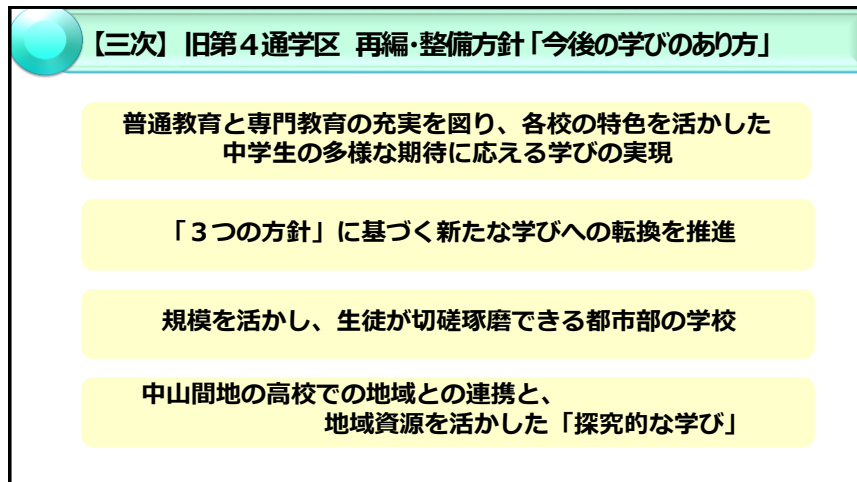 【三次】旧第４通学区 再編・整備方針「今後の学びのあり方」
普通教育と専門教育の充実を図り、各校の特色を活かした
中学生の多様な期待に応える学びの実現
「３つの方針」に基づく新たな学びへの転換を推進
規模を活かし、生徒が切磋琢磨できる都市部の学校
中山間地の高校での地域との連携と、
地域資源を活かした「探究的な学び」